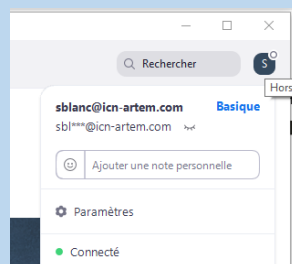 Rechercher
S
Hors
sblanc@icn-artem.com Basique
sbl***@icn-artem.com
Ajouter une note personnelle
Paramètres
Connecté